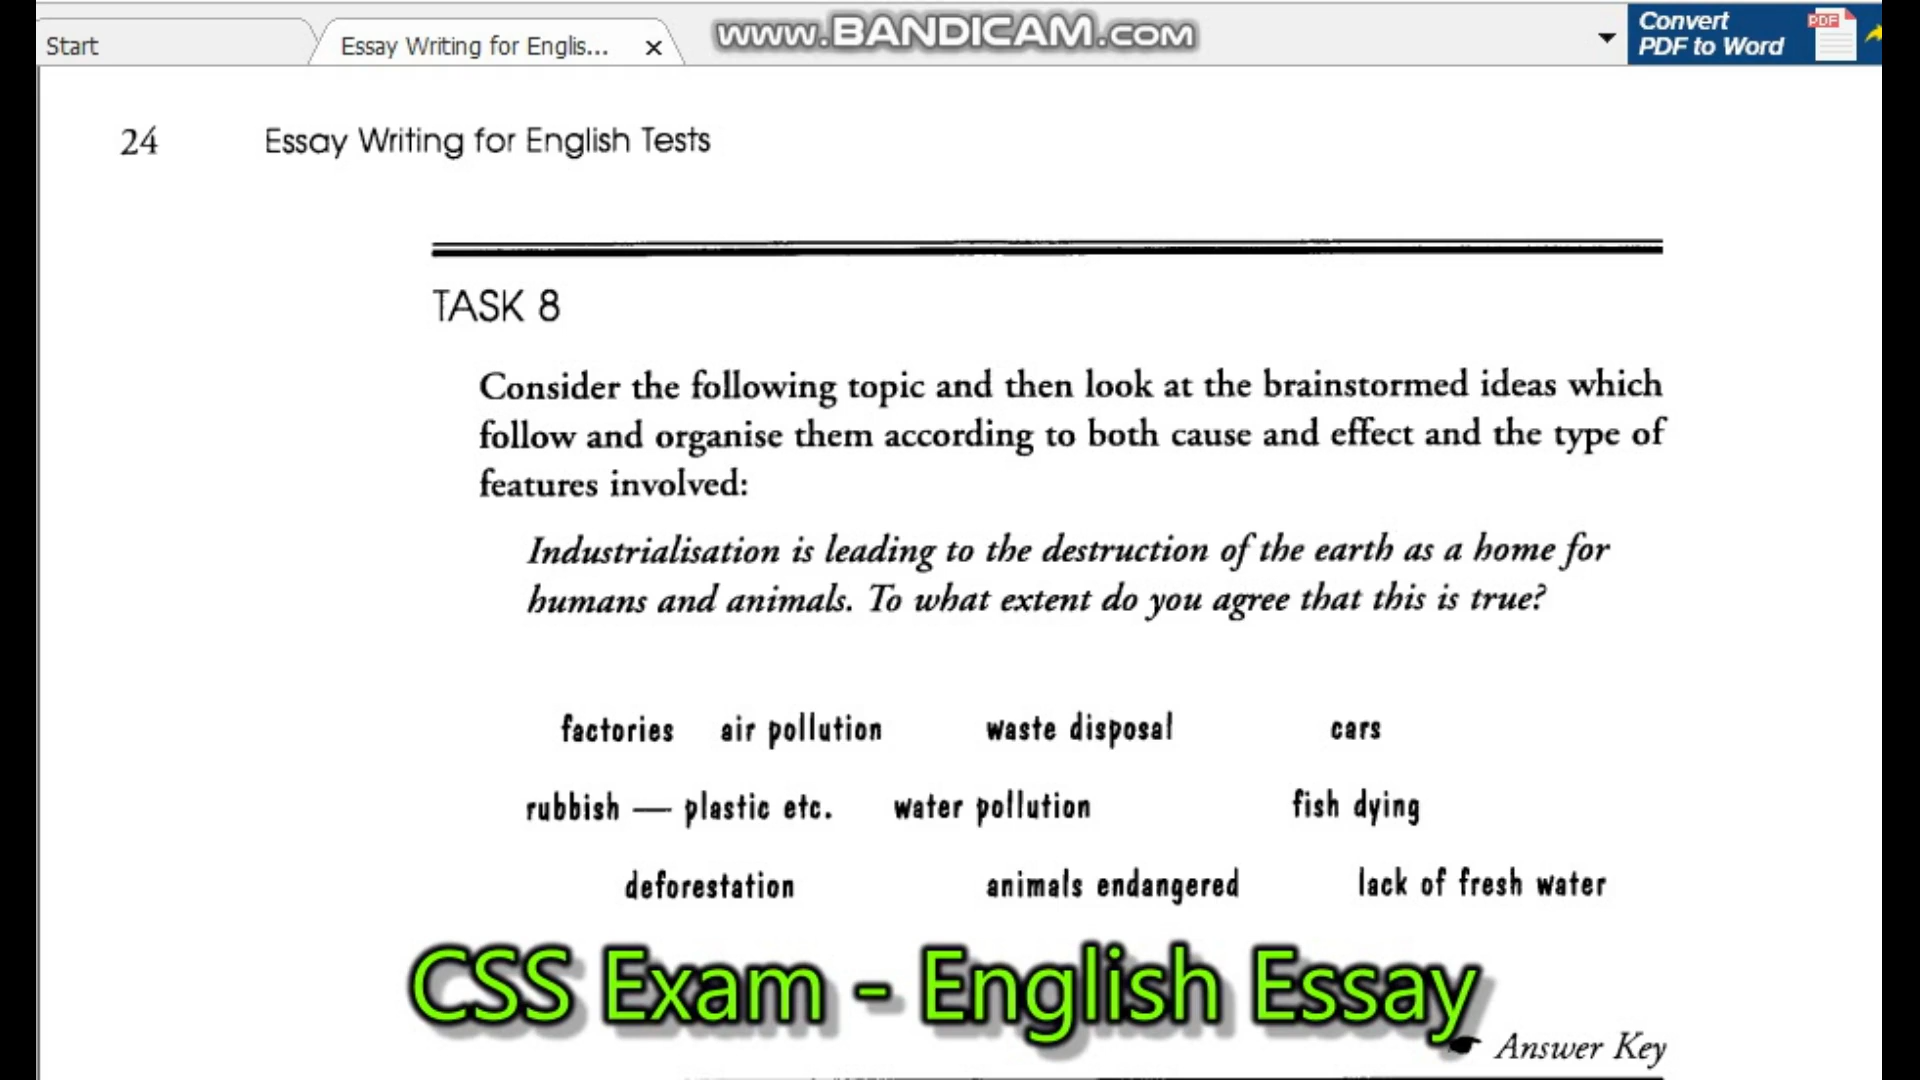 www.BANDICAM.com
Start
Essay Writing for Englis... x
Convert
PDF to Word
PDF
24 Essay Writing for English Tests
TASK 8
Consider the following topic and then look at the brainstormed ideas which
follow and organise them according to both cause and effect and the type of
features involved:
Industrialisation is leading to the destruction of the earth as a home for
humans and animals. To what extent do you agree that this is true?
factories air pollution waste disposal cars
rubbish — plastic etc. water pollution fish dying
deforestation animals endangered lack of fresh water
CSS Exam - English Essay
Answer Key